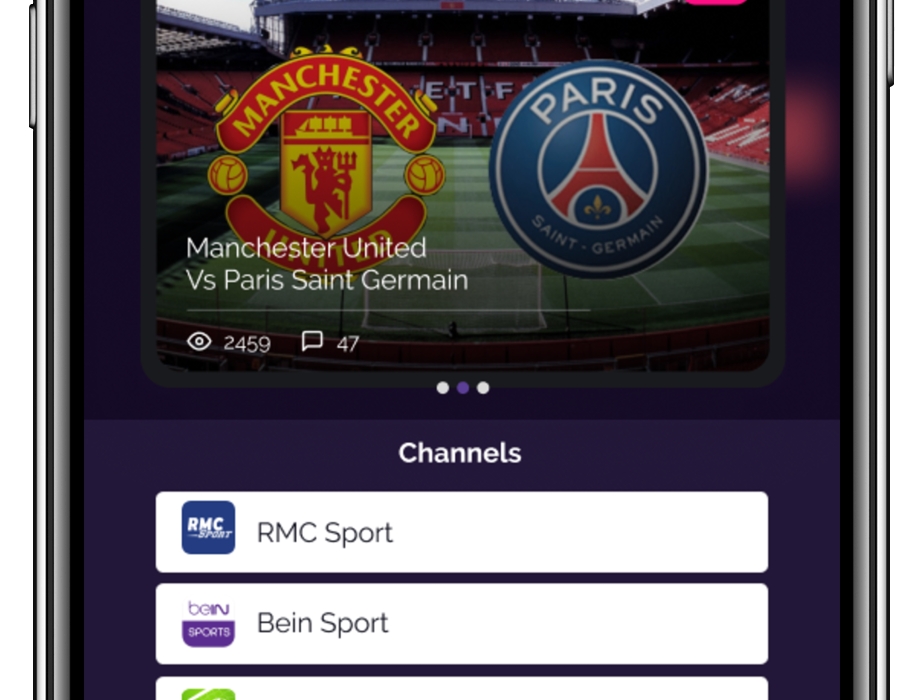 MANCHESTER
UNITED
PARIS
SAINT-GERMAIN
Manchester United
Vs Paris Saint Germain
2459
47
Channels
RMC
SPORT
RMC Sport
beIN
SPORTS
Bein Sport